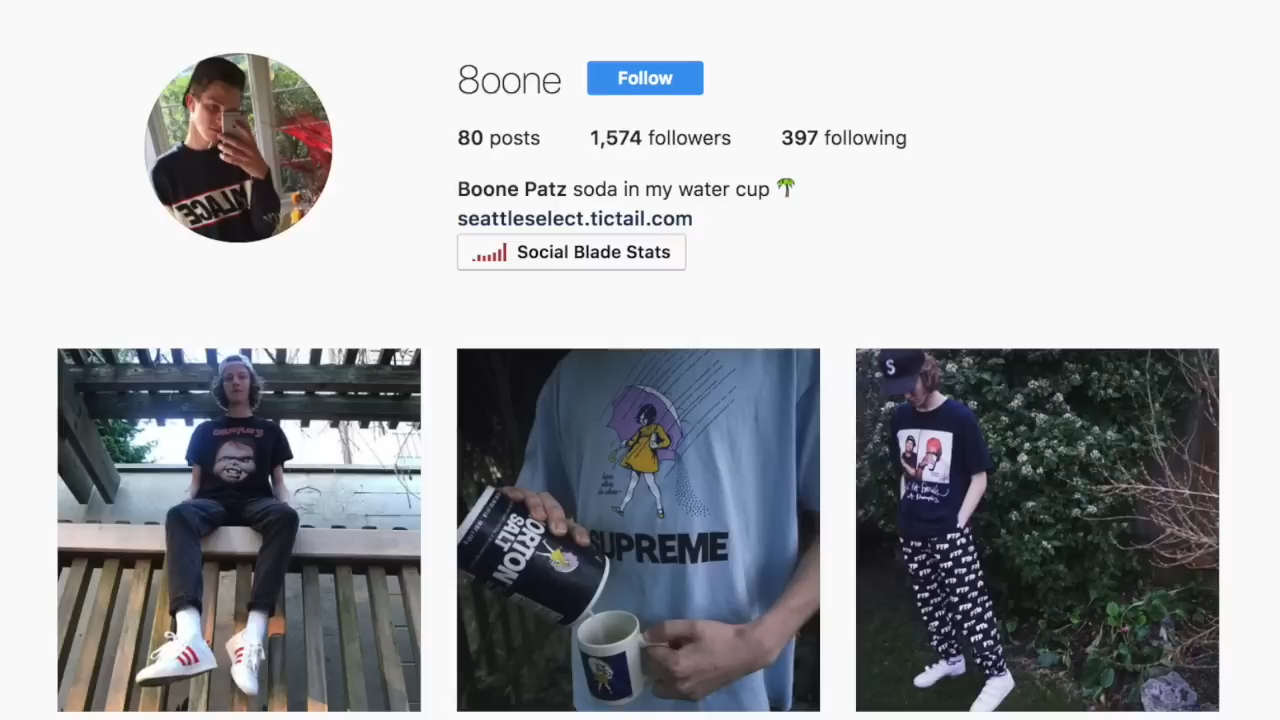 8oone
Follow
80 posts 1,574 followers 397 following
Boone Patz soda in my water cup
seattleselect.tictail.com
Social Blade Stats
SUPREME
ORTON
SALT
S
FTP